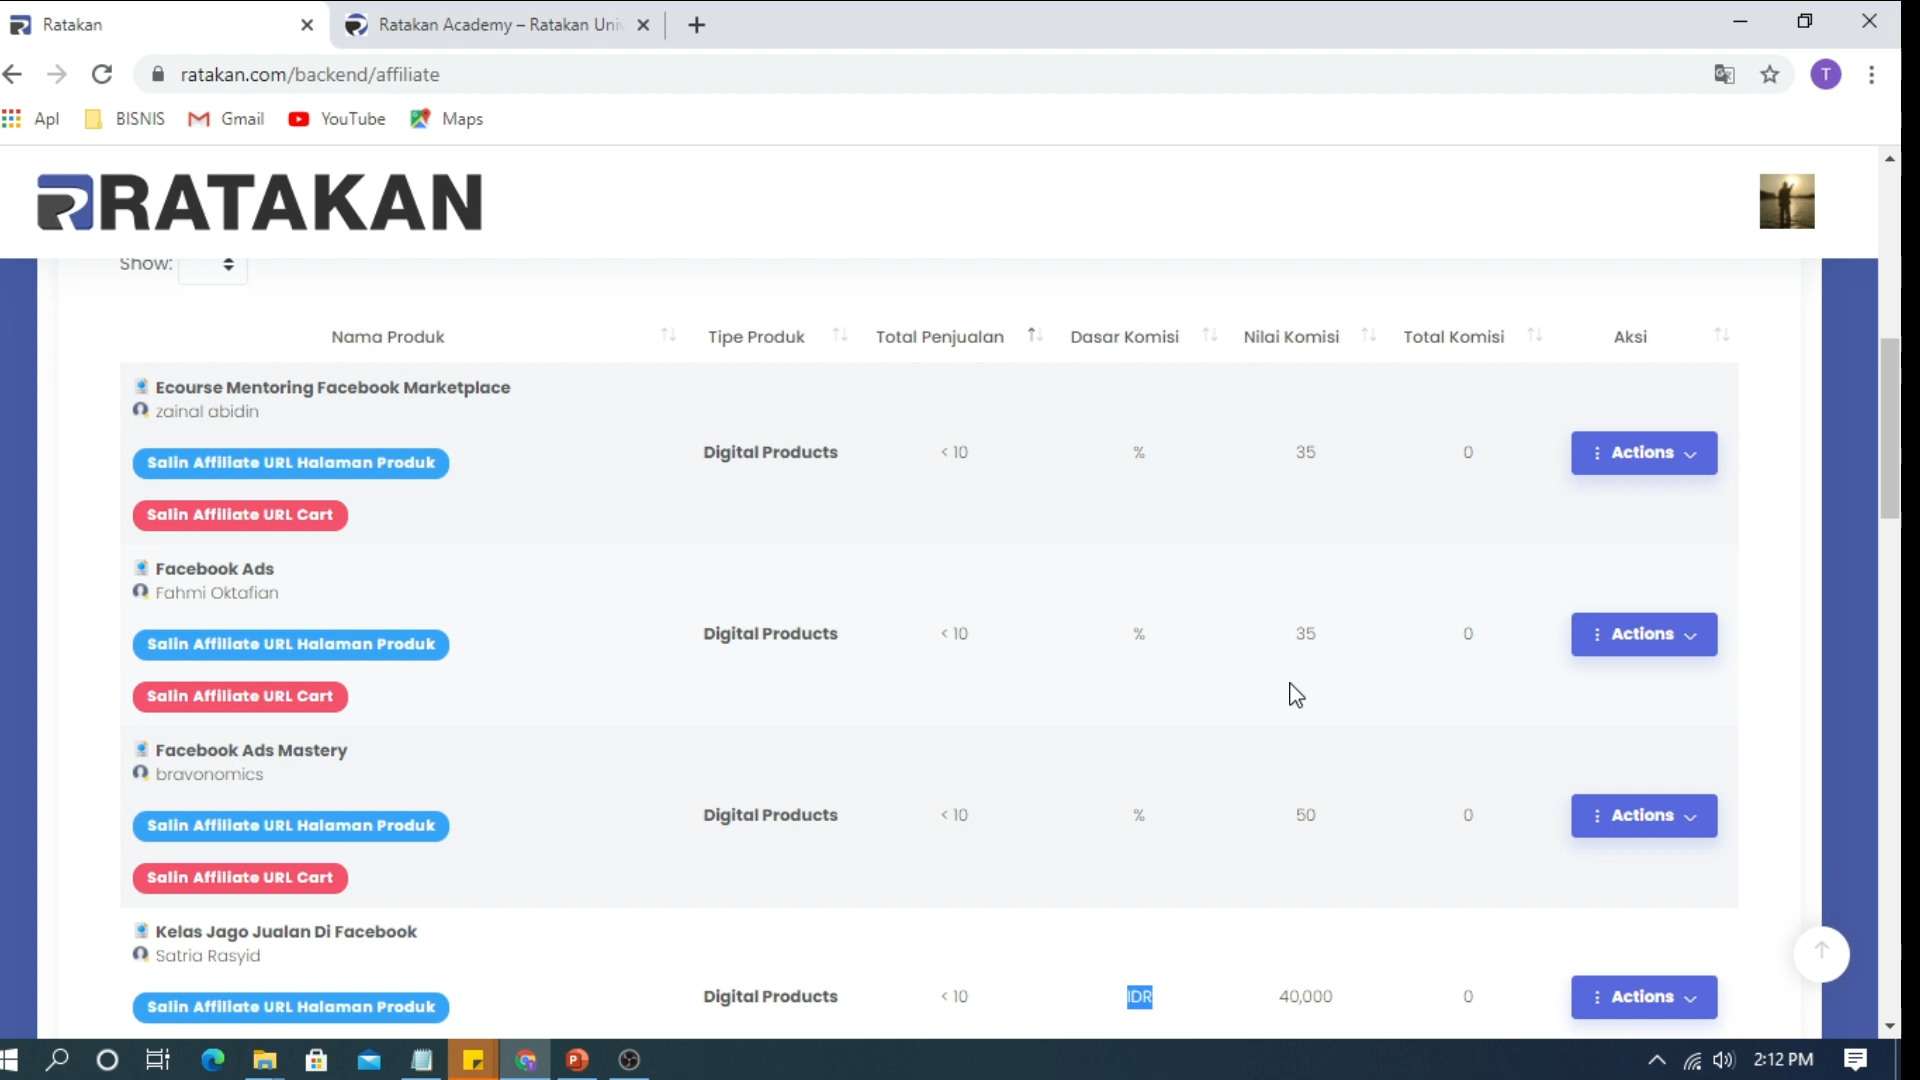 Ratakan
Ratakan Academy – Ratakan Uni
ratakan.com/backend/affiliate
T
Apl
BISNIS
Gmail
YouTube
Maps
RATAKAN
Show:
Nama Produk
Tipe Produk
Total Penjualan
Dasar Komisi
Nilai Komisi
Total Komisi
Aksi
Ecourse Mentoring Facebook Marketplace
zainal abidin
Salin Affiliate URL Halaman Produk
Salin Affiliate URL Cart
Digital Products
< 10
%
35
0
Actions
Facebook Ads
Fahmi Oktafian
Salin Affiliate URL Halaman Produk
Salin Affiliate URL Cart
Digital Products
< 10
%
35
0
Actions
Facebook Ads Mastery
bravonomics
Salin Affiliate URL Halaman Produk
Salin Affiliate URL Cart
Digital Products
< 10
%
50
0
Actions
Kelas Jago Jualan Di Facebook
Satria Rasyid
Salin Affiliate URL Halaman Produk
Digital Products
< 10
IDR
40,000
0
Actions
2:12 PM